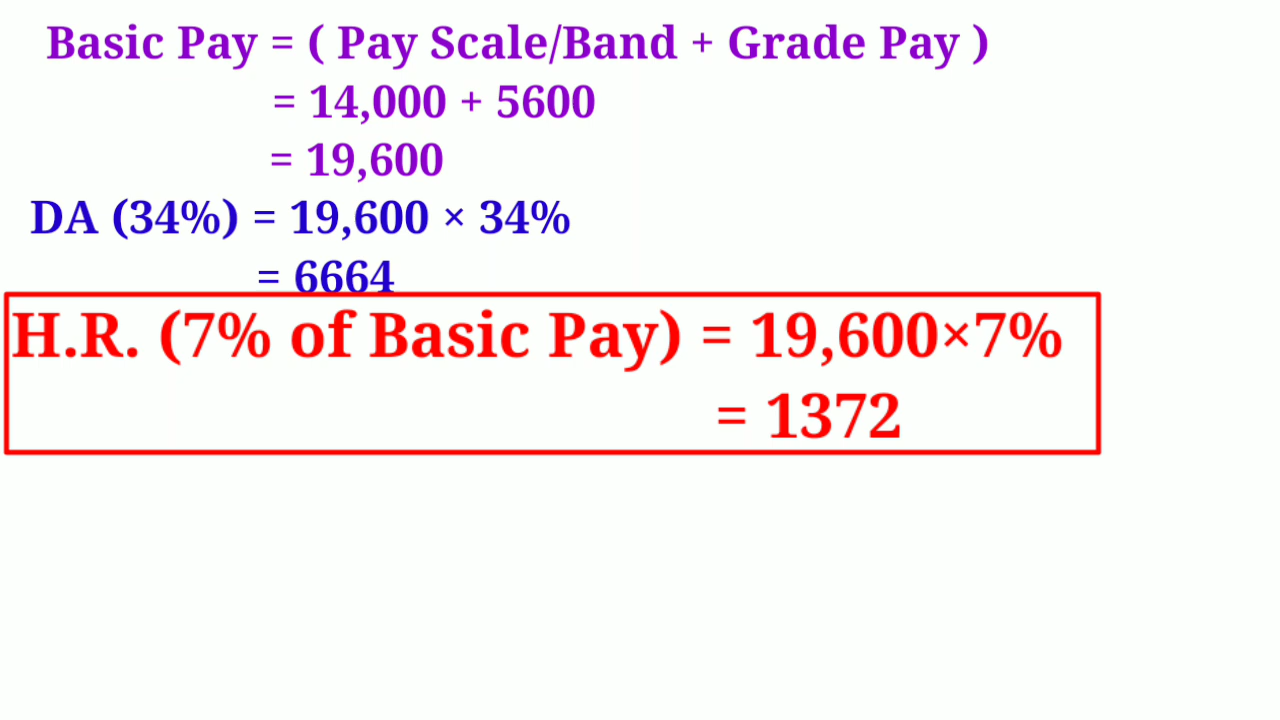 Basic Pay = ( Pay Scale/Band + Grade Pay )
= 14,000 + 5600
= 19,600
DA (34%) = 19,600 × 34%
= 6664
H.R. (7% of Basic Pay) = 19,600×7%
= 1372